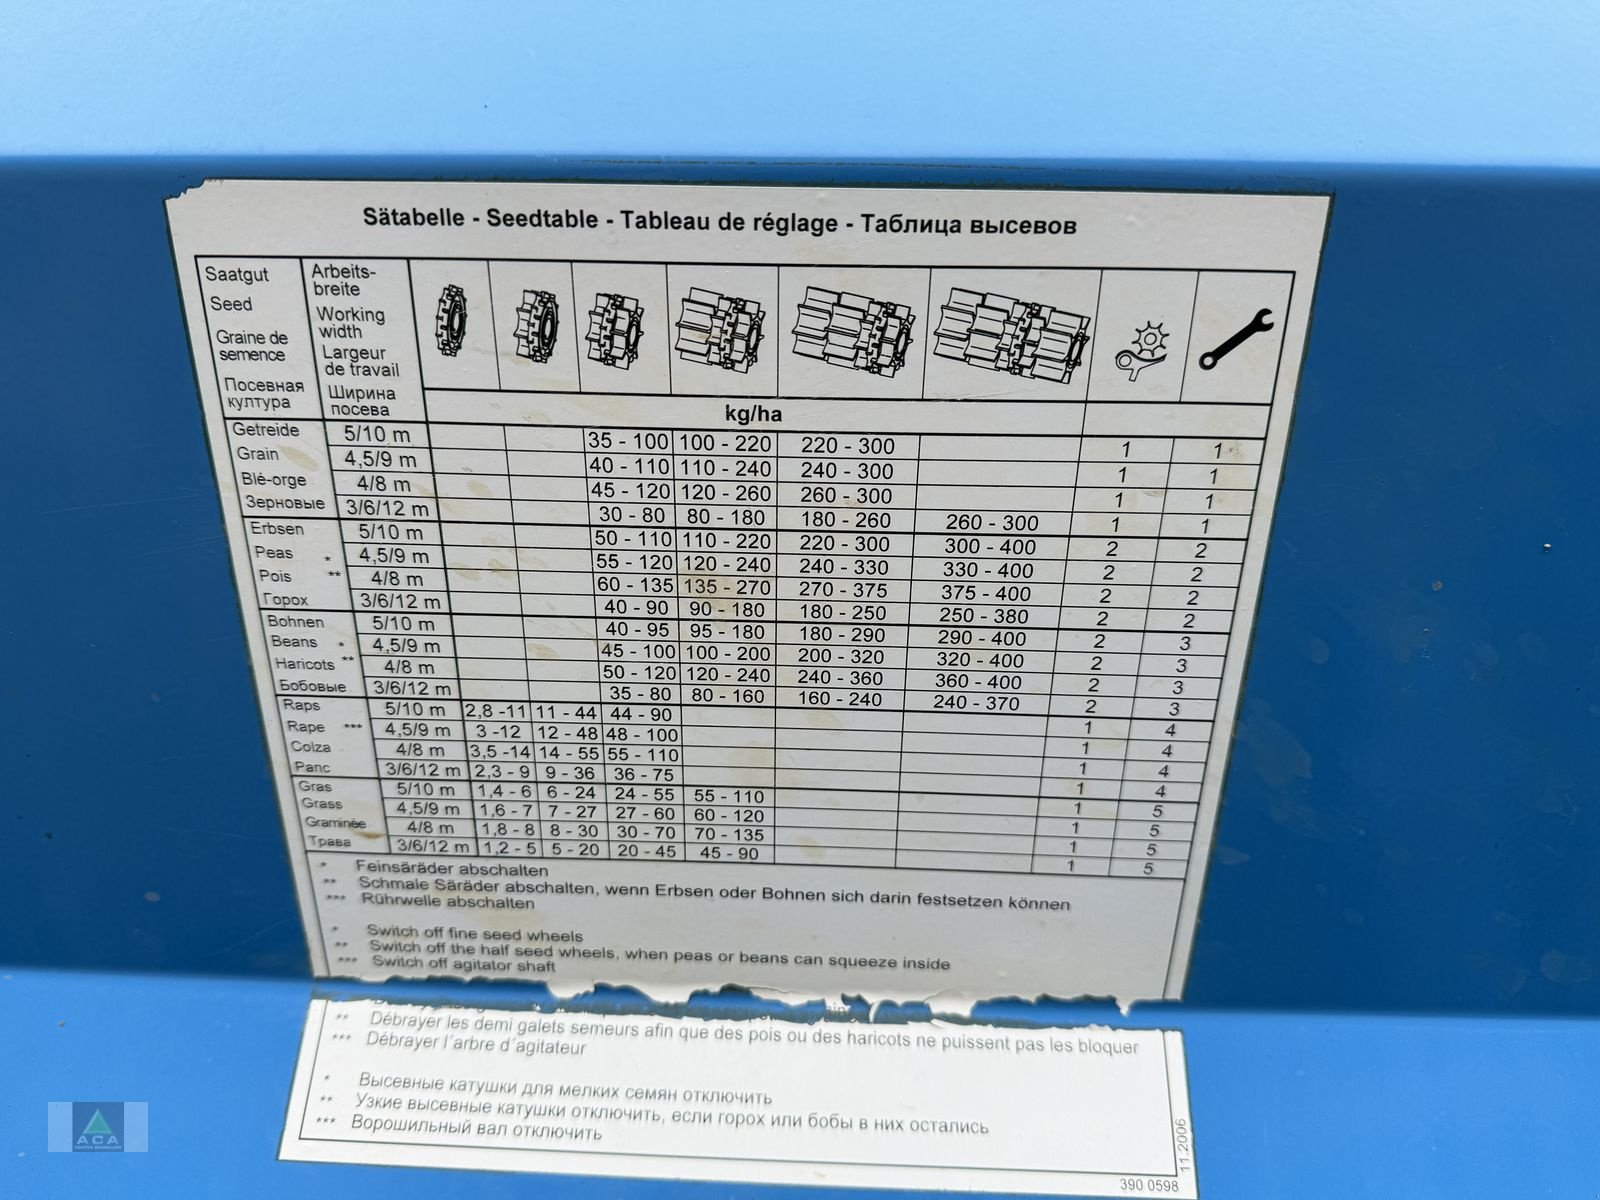 Sätabelle - Seedtable - Tableau de réglage - Таблица высевов
Saatgut
Seed
Graine de
semence
Посевная
култура
Arbeits-
breite
Working
width
Largeur
de travail
Ширина
посева
kg/ha
Getreide 5/10 m 35 - 100 100 - 220 220 - 300 1 1
Grain 4,5/9 m 40 - 110 110 - 240 240 - 300 1 1
Blé-orge 4/8 m 45 - 120 120 - 260 260 - 300 1 1
Зерновые 3/6/12 m 30 - 80 80 - 180 180 - 260 260 - 300 1 1
Erbsen 5/10 m 50 - 110 110 - 220 220 - 300 300 - 400 2 2
Peas * 4,5/9 m 55 - 120 120 - 240 240 - 330 330 - 400 2 2
Pois ** 4/8 m 60 - 135 135 - 270 270 - 375 375 - 400 2 2
Горох 3/6/12 m 40 - 90 90 - 180 180 - 250 250 - 380 2 2
Bohnen 5/10 m 40 - 95 95 - 180 180 - 290 290 - 400 2 3
Beans * 4,5/9 m 45 - 100 100 - 200 200 - 320 320 - 400 2 3
Haricots ** 4/8 m 50 - 120 120 - 240 240 - 360 360 - 400 2 3
Бобовые 3/6/12 m 35 - 80 80 - 160 160 - 240 240 - 370 2 3
Raps 5/10 m 2,8 -11 11 - 44 44 - 90 1 4
Rape *** 4,5/9 m 3 -12 12 - 48 48 - 100 1 4
Colza 4/8 m 3,5 -14 14 - 55 55 - 110 1 4
Рапс 3/6/12 m 2,3 - 9 9 - 36 36 - 75 1 4
Gras 5/10 m 1,4 - 6 6 - 24 24 - 55 55 - 110 1 5
Grass 4,5/9 m 1,6 - 7 7 - 27 27 - 60 60 - 120 1 5
Graminèe 4/8 m 1,8 - 8 8 - 30 30 - 70 70 - 135 1 5
Трава 3/6/12 m 1,2 - 5 5 - 20 20 - 45 45 - 90 1 5
* Feinsäräder abschalten
** Schmale Säräder abschalten, wenn Erbsen oder Bohnen sich darin festsetzen können
*** Rührwelle abschalten
* Switch off fine seed wheels
** Switch off the half seed wheels, when peas or beans can squeeze inside
*** Switch off agitator shaft
** Débrayer les demi galets semeurs afin que des pois ou des haricots ne puissent pas les bloquer
*** Débrayer l´arbre d´agitateur
* Высевные катушки для мелких семян отключить
** Узкие высевные катушки отключить, если горох или бобы в них остались
*** Ворошильный вал отключить
11.2006
390 0598
ACA